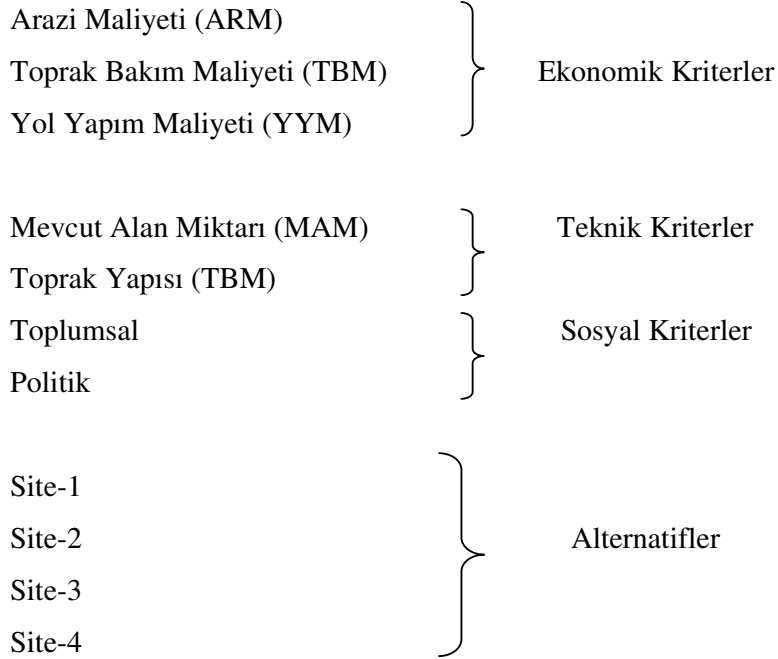 Arazi Maliyeti (ARM)
Toprak Bakım Maliyeti (TBM) Ekonomik Kriterler
Yol Yapım Maliyeti (YYM)
Mevcut Alan Miktarı (MAM) Teknik Kriterler
Toprak Yapısı (TBM)
Toplumsal Sosyal Kriterler
Politik
Site-1
Site-2 Alternatifler
Site-3
Site-4